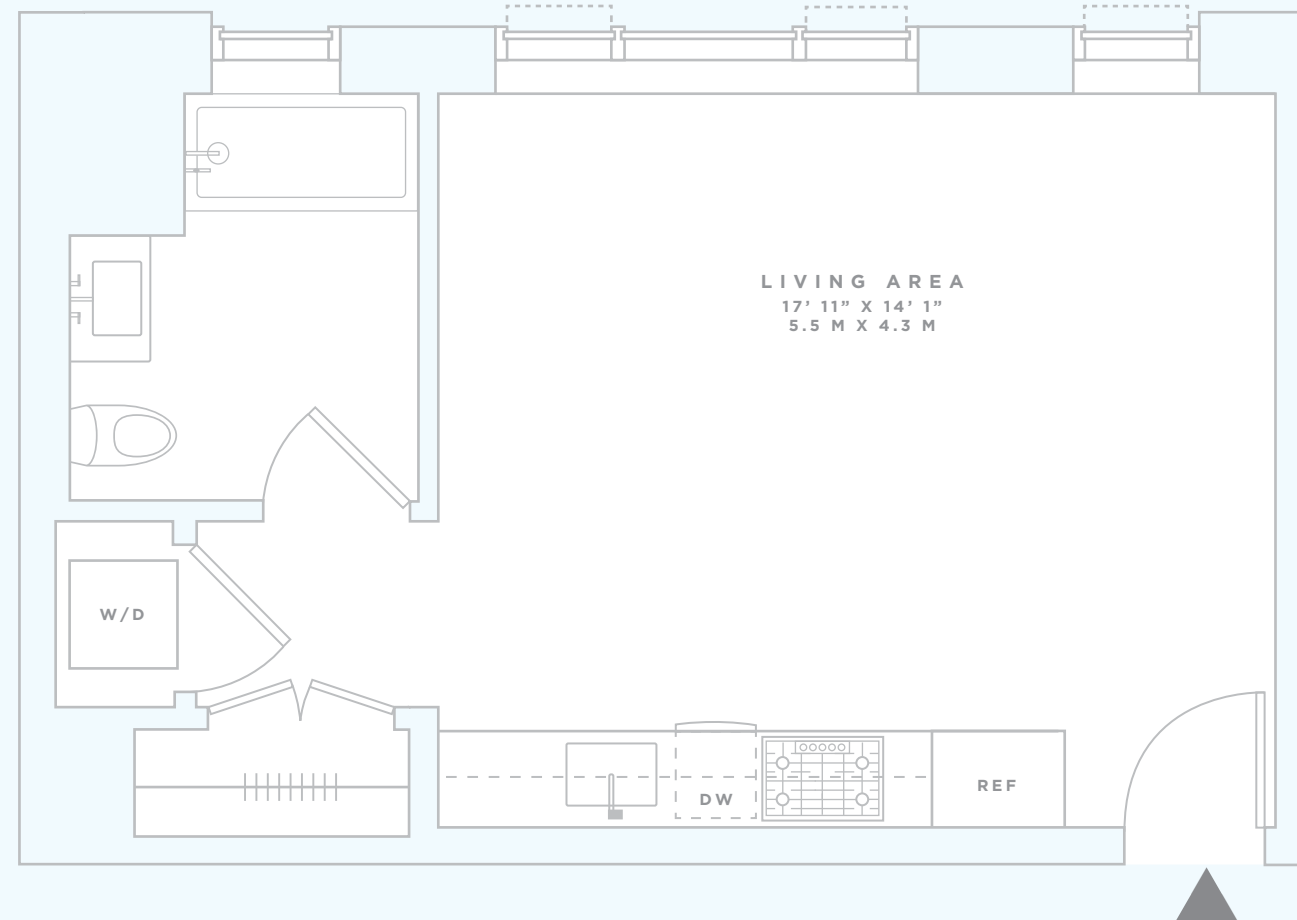 LIVING AREA
17’ 11” X 14’ 1”
5.5 M X 4.3 M
W/D
DW
REF